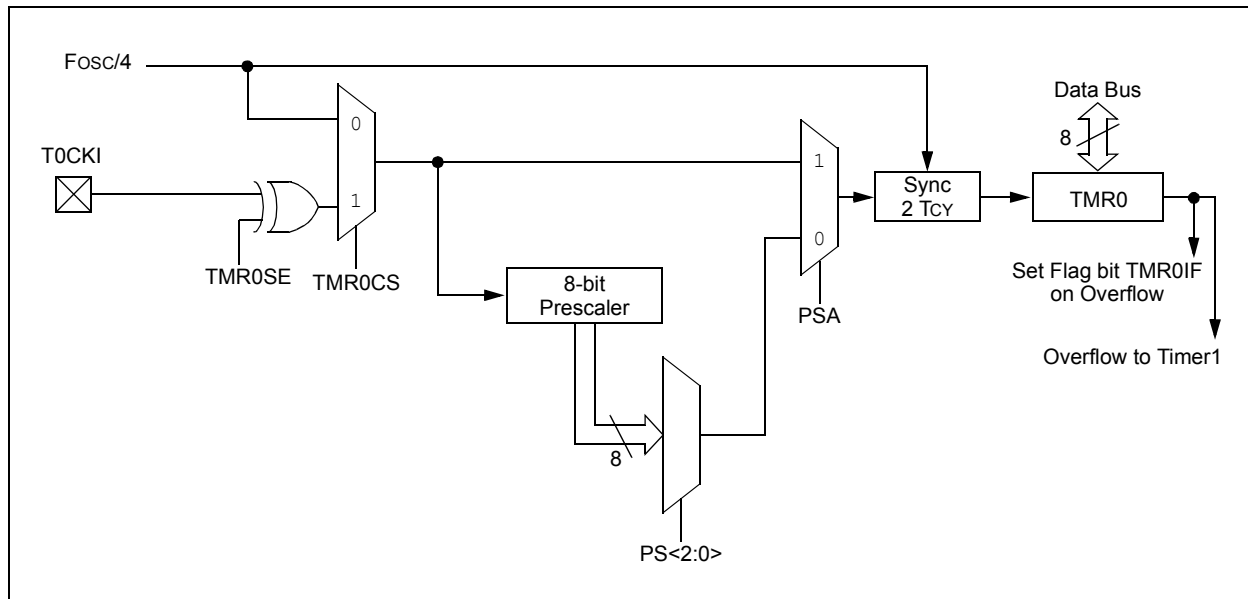 FOSC/4
Data Bus
8
T0CKI
0
1
1
0
Sync
2 TCY
TMR0
TMR0SE
TMR0CS
8-bit
Prescaler
PSA
Set Flag bit TMR0IF
on Overflow
Overflow to Timer1
8
PS<2:0>